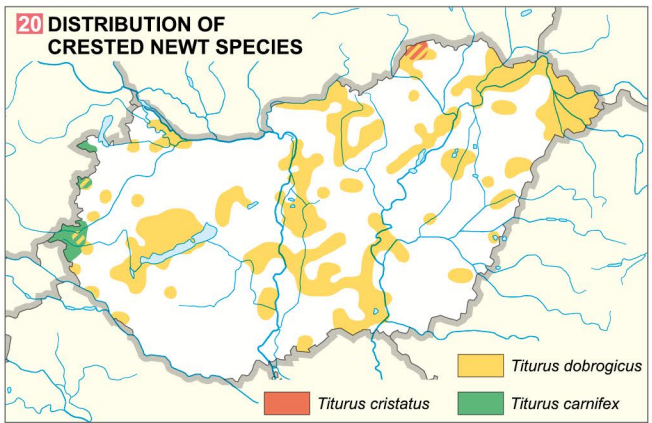 20 DISTRIBUTION OF
CRESTED NEWT SPECIES
Titurus dobrogicus
Titurus cristatus
Titurus carnifex